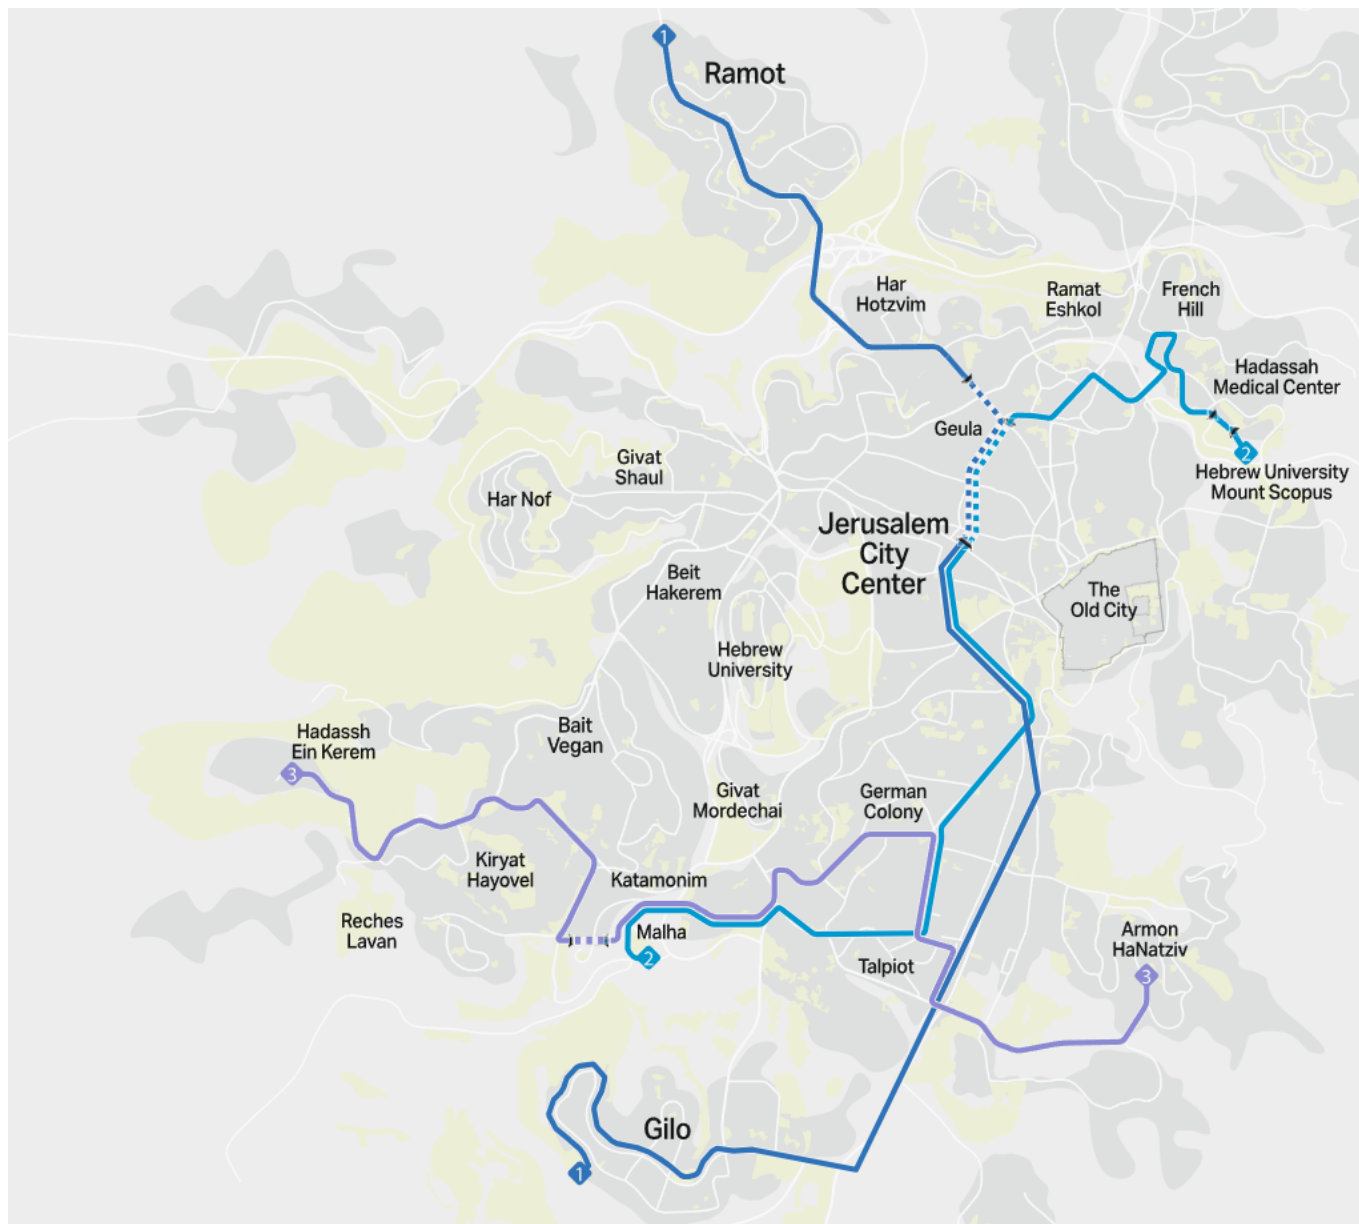 1
Ramot
Har
Hotzvim
Ramat
Eshkol
French
Hill
Hadassah
Medical Center
Geula
2
Hebrew University
Mount Scopus
Givat
Shaul
Har Nof
Jerusalem
City
Center
Beit
Hakerem
The
Old City
Hebrew
University
Hadassh
Ein Kerem
3
Bait
Vegan
Givat
Mordechai
German
Colony
Kiryat
Hayovel
Katamonim
Reches
Lavan
Malha
2
Talpiot
Armon
HaNatziv
3
Gilo
1